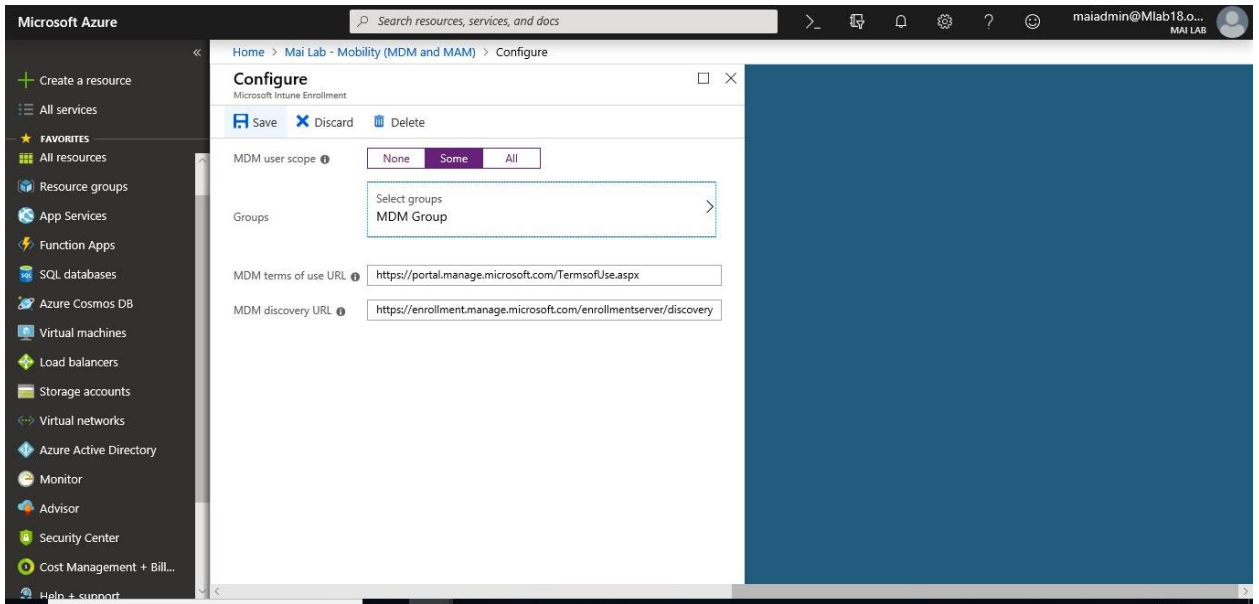 Microsoft Azure
Search resources, services, and docs
maiadmin@Mlab18.o...
MAI LAB
Home > Mai Lab - Mobility (MDM and MAM) > Configure
Create a resource
All services
FAVORITES
All resources
Resource groups
App Services
Function Apps
SQL databases
Azure Cosmos DB
Virtual machines
Load balancers
Storage accounts
Virtual networks
Azure Active Directory
Monitor
Advisor
Security Center
Cost Management + Bill...
Help + support
Configure
Microsoft Intune Enrollment
Save Discard Delete
MDM user scope None Some All
Groups
Select groups
MDM Group
MDM terms of use URL https://portal.manage.microsoft.com/TermsofUse.aspx
MDM discovery URL https://enrollment.manage.microsoft.com/enrollmentserver/discovery